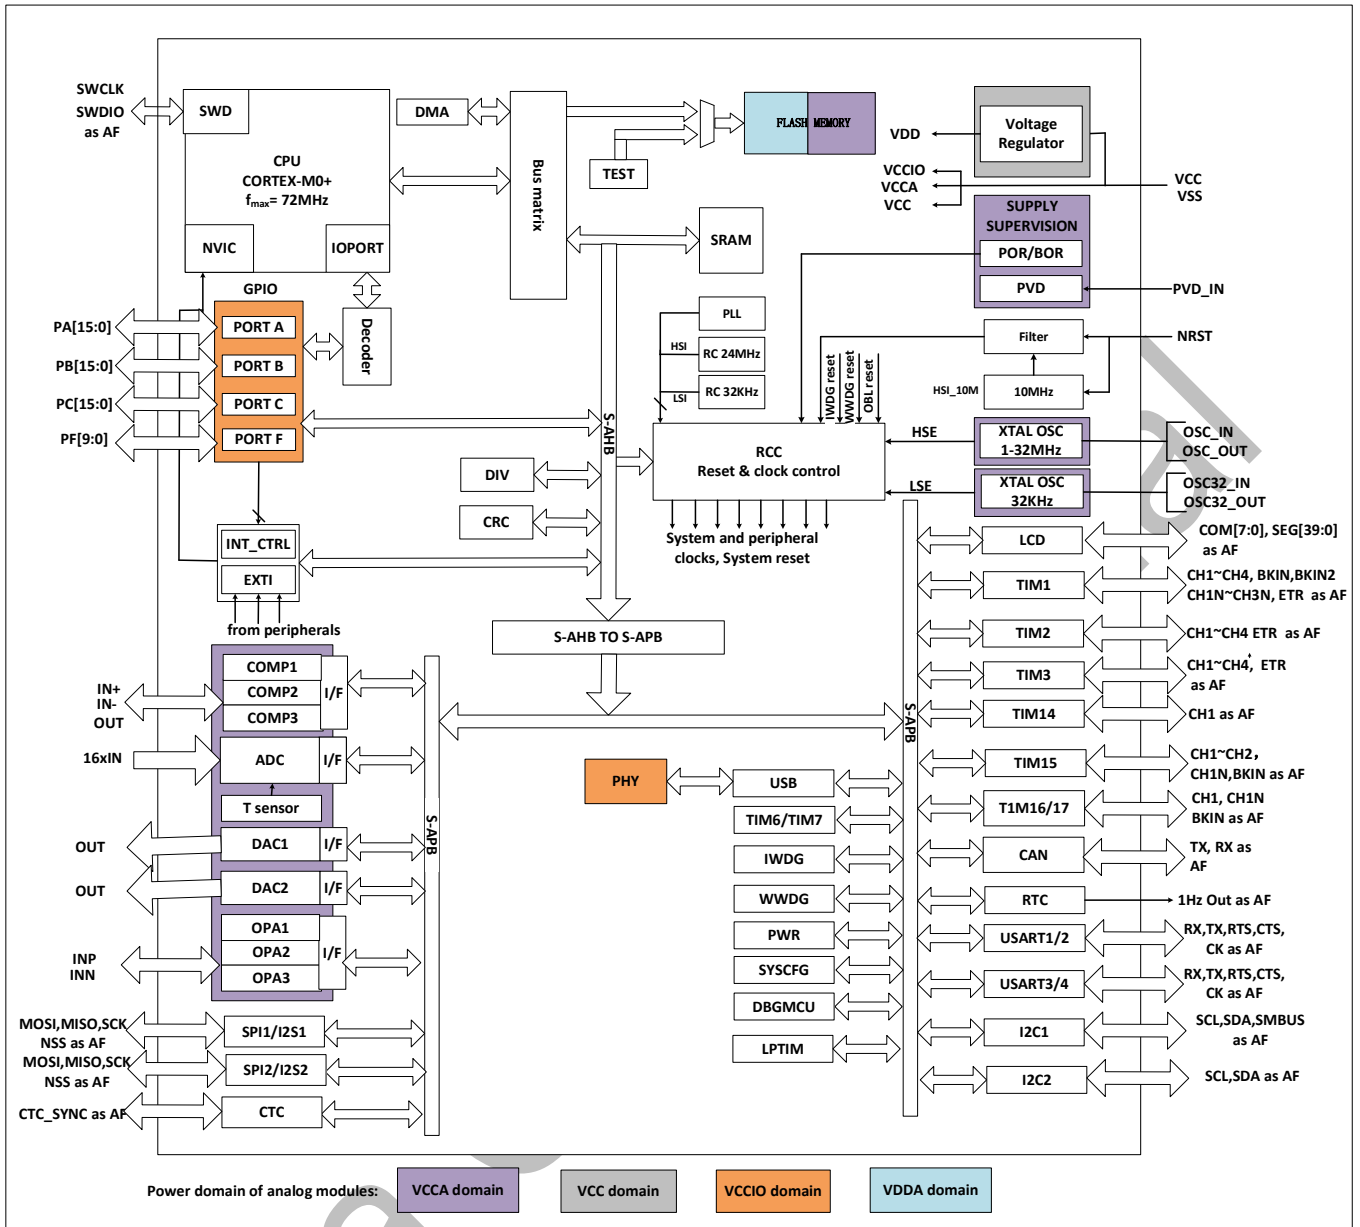 SWCLK
SWDIO
as AF
SWD
CPU
CORTEX-M0+
fmax= 72MHz
NVIC
IOPORT
DMA
Bus matrix
TEST
FLASH MEMORY
SRAM
VDD
Voltage
Regulator
VCCIO
VCCA
VCC
VCC
VSS
SUPPLY
SUPERVISION
POR/BOR
PVD
PVD_IN
GPIO
PORT A
PORT B
PORT C
PORT F
PA[15:0]
PB[15:0]
PC[15:0]
PF[9:0]
Decoder
PLL
HSI
RC 24MHz
LSI
RC 32KHz
IWDG reset
WWDG reset
OBL reset
Filter
NRST
HSI_10M
10MHz
S-AHB
RCC
Reset & clock control
HSE
XTAL OSC
1-32MHz
OSC_IN
OSC_OUT
LSE
XTAL OSC
32KHz
OSC32_IN
OSC32_OUT
DIV
CRC
System and peripheral
clocks, System reset
INT_CTRL
EXTI
from peripherals
S-AHB TO S-APB
COMP1
COMP2
COMP3
I/F
IN+
IN-
OUT
16xIN
ADC
I/F
T sensor
OUT
DAC1
I/F
OUT
DAC2
I/F
OPA1
OPA2
OPA3
I/F
INP
INN
MOSI,MISO,SCK
NSS as AF
SPI1/I2S1
MOSI,MISO,SCK
NSS as AF
SPI2/I2S2
CTC_SYNC as AF
CTC
S-APB
PHY
USB
TIM6/TIM7
IWDG
WWDG
PWR
SYSCFG
DBGMCU
LPTIM
S-APB
LCD
COM[7:0], SEG[39:0]
as AF
TIM1
CH1~CH4, BKIN,BKIN2
CH1N~CH3N, ETR as AF
TIM2
CH1~CH4 ETR as AF
TIM3
CH1~CH4, ETR
as AF
TIM14
CH1 as AF
TIM15
CH1~CH2,
CH1N,BKIN as AF
T1M16/17
CH1, CH1N
BKIN as AF
CAN
TX, RX as
AF
RTC
1Hz Out as AF
USART1/2
RX,TX,RTS,CTS,
CK as AF
USART3/4
RX,TX,RTS,CTS,
CK as AF
I2C1
SCL,SDA,SMBUS
as AF
I2C2
SCL,SDA as AF
Power domain of analog modules:
VCCA domain
VCC domain
VCCIO domain
VDDA domain